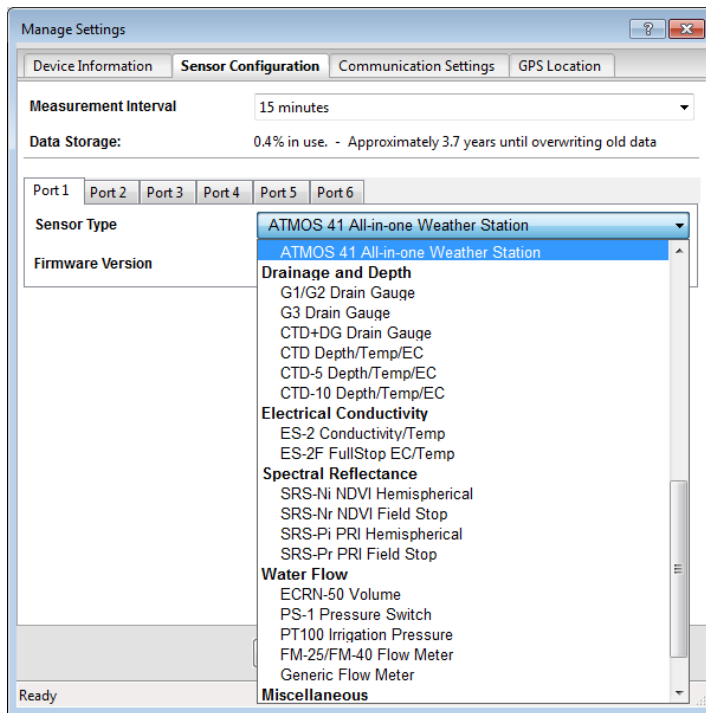 Manage Settings
?
Device Information Sensor Configuration Communication Settings GPS Location
Measurement Interval 15 minutes
Data Storage: 0.4% in use. - Approximately 3.7 years until overwriting old data
Port 1 Port 2 Port 3 Port 4 Port 5 Port 6
Sensor Type ATMOS 41 All-in-one Weather Station
ATMOS 41 All-in-one Weather Station
Firmware Version
Drainage and Depth
G1/G2 Drain Gauge
G3 Drain Gauge
CTD+DG Drain Gauge
CTD Depth/Temp/EC
CTD-5 Depth/Temp/EC
CTD-10 Depth/Temp/EC
Electrical Conductivity
ES-2 Conductivity/Temp
ES-2F FullStop EC/Temp
Spectral Reflectance
SRS-Ni NDVI Hemispherical
SRS-Nr NDVI Field Stop
SRS-Pi PRI Hemispherical
SRS-Pr PRI Field Stop
Water Flow
ECRN-50 Volume
PS-1 Pressure Switch
PT100 Irrigation Pressure
FM-25/FM-40 Flow Meter
Generic Flow Meter
Miscellaneous
Ready